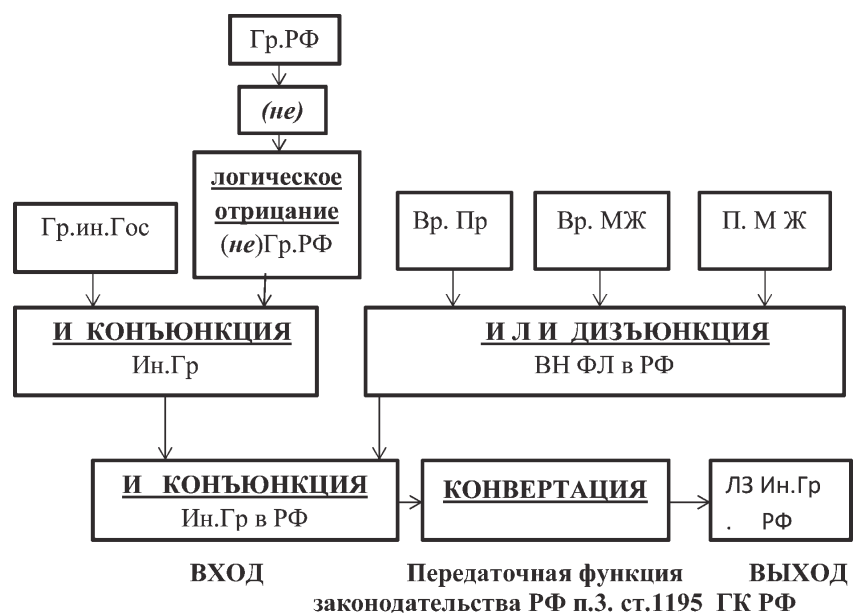 Гр.РФ
(не)
логическое
отрицание
(не)Гр.РФ
Гр.ин.Гос
Вр. Пр
Вр. МЖ
П. М Ж
И КОНЪЮНКЦИЯ
Ин.Гр
И Л И ДИЗЪЮНКЦИЯ
ВН ФЛ в РФ
И КОНЪЮНКЦИЯ
Ин.Гр в РФ
КОНВЕРТАЦИЯ
ЛЗ Ин.Гр
. РФ
ВХОД
Передаточная функция
законодательства РФ п.3. ст.1195 ГК РФ
ВЫХОД